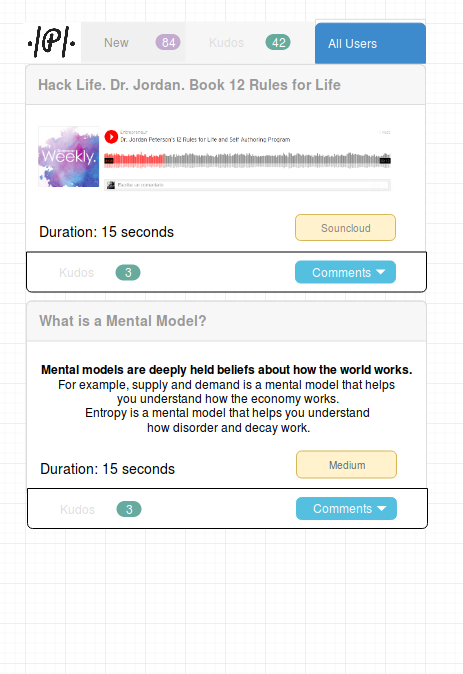 New 84 Kudos 42 All Users
Hack Life. Dr. Jordan. Book 12 Rules for Life
Weekly.
Dr. Jordan Peterson's 12 Rules for Life and Self Authoring Program
Escribe un comentario
Duration: 15 seconds
Souncloud
Kudos 3 Comments
What is a Mental Model?
Mental models are deeply held beliefs about how the world works.
For example, supply and demand is a mental model that helps
you understand how the economy works.
Entropy is a mental model that helps you understand
how disorder and decay work.
Duration: 15 seconds
Medium
Kudos 3 Comments